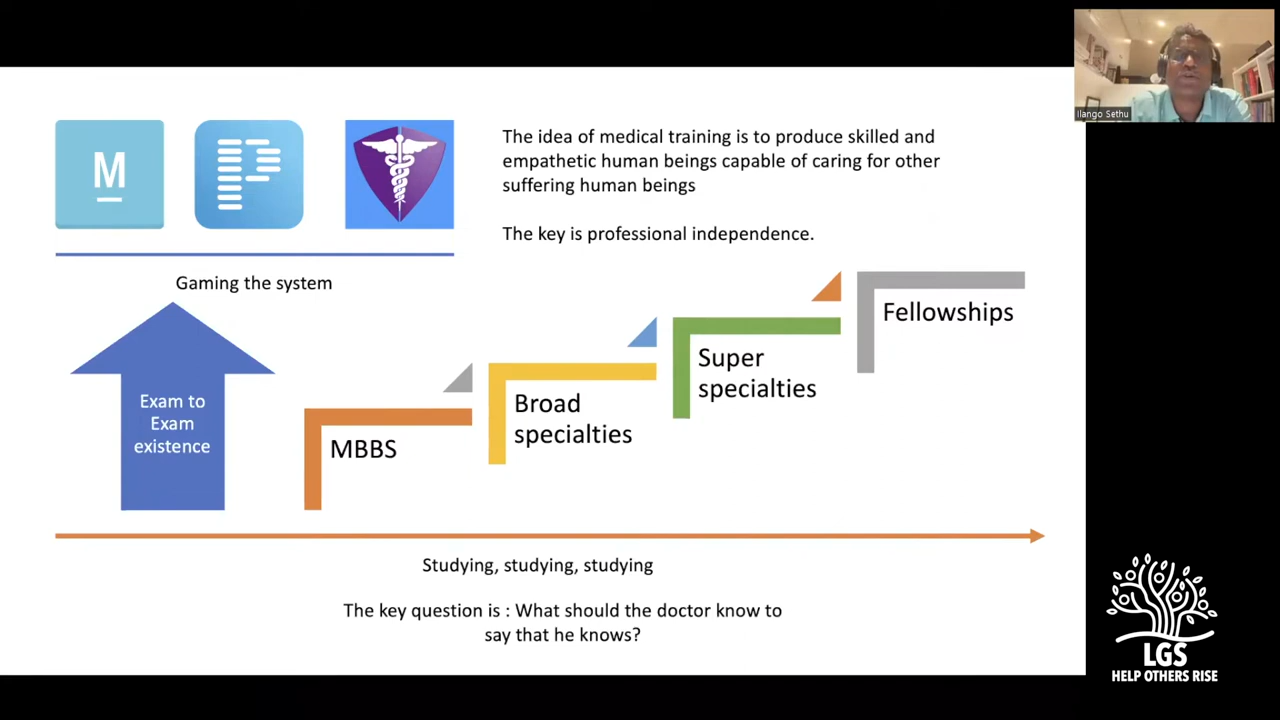 Ilango Sethu
M
P
The idea of medical training is to produce skilled and
empathetic human beings capable of caring for other
suffering human beings
The key is professional independence.
Gaming the system
Exam to
Exam
existence
MBBS
Broad
specialties
Super
specialties
Fellowships
Studying, studying, studying
The key question is : What should the doctor know to
say that he knows?
LGS
HELP OTHERS RISE